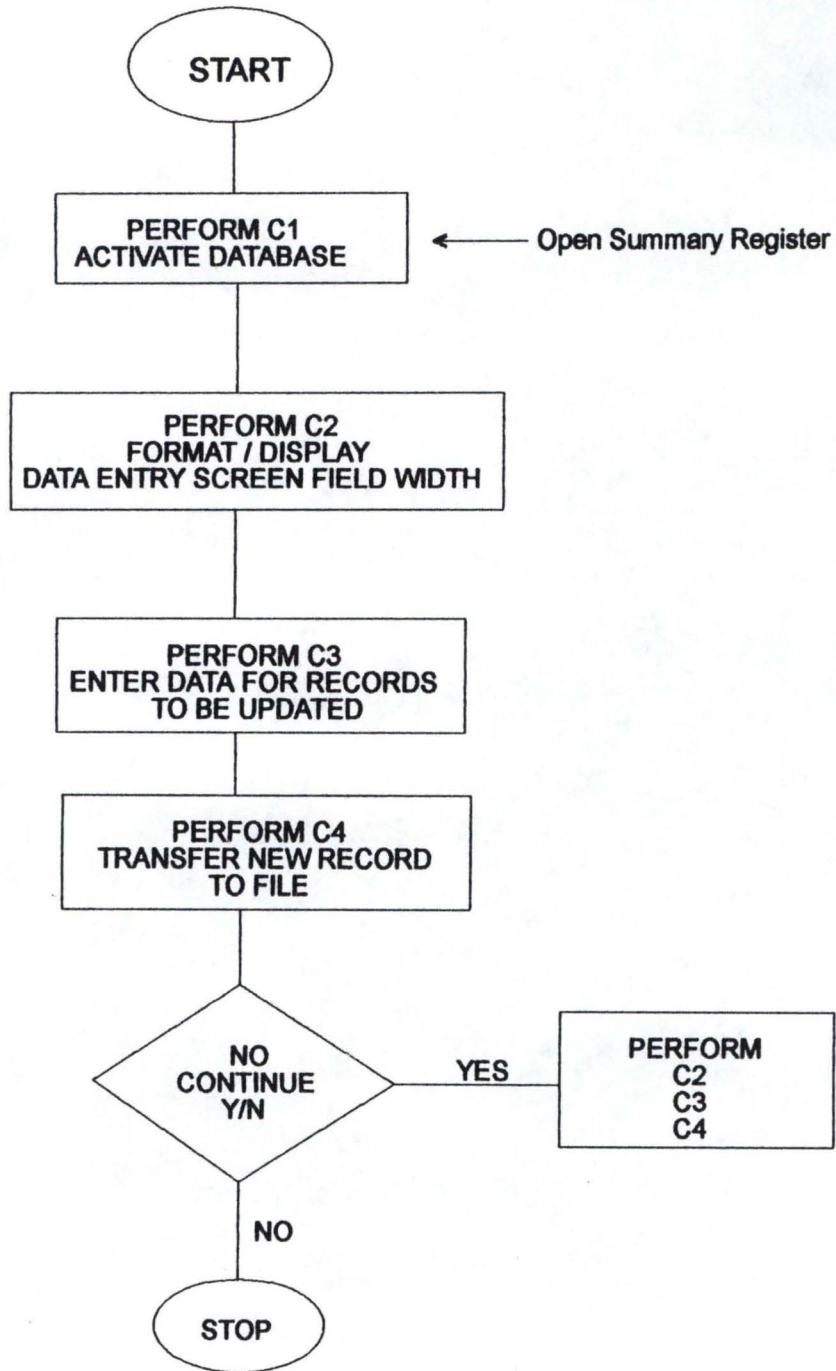 START
PERFORM C1
ACTIVATE DATABASE
Open Summary Register
PERFORM C2
FORMAT / DISPLAY
DATA ENTRY SCREEN FIELD WIDTH
PERFORM C3
ENTER DATA FOR RECORDS
TO BE UPDATED
PERFORM C4
TRANSFER NEW RECORD
TO FILE
NO
CONTINUE
Y/N
YES
PERFORM
C2
C3
C4
NO
STOP